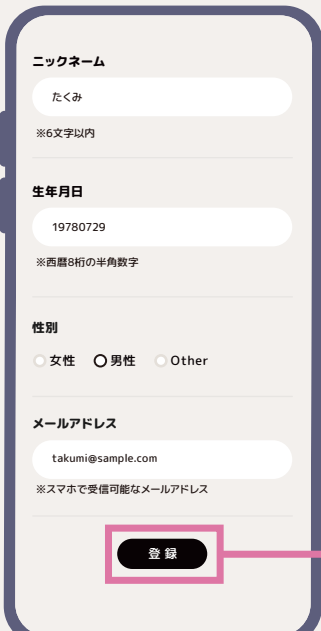 ニックネーム
たくみ
※6文字以内
生年月日
19780729
※西暦8桁の半角数字
性別
女性 男性 Other
メールアドレス
takumi@sample.com
※スマホで受信可能なメールアドレス
登 録